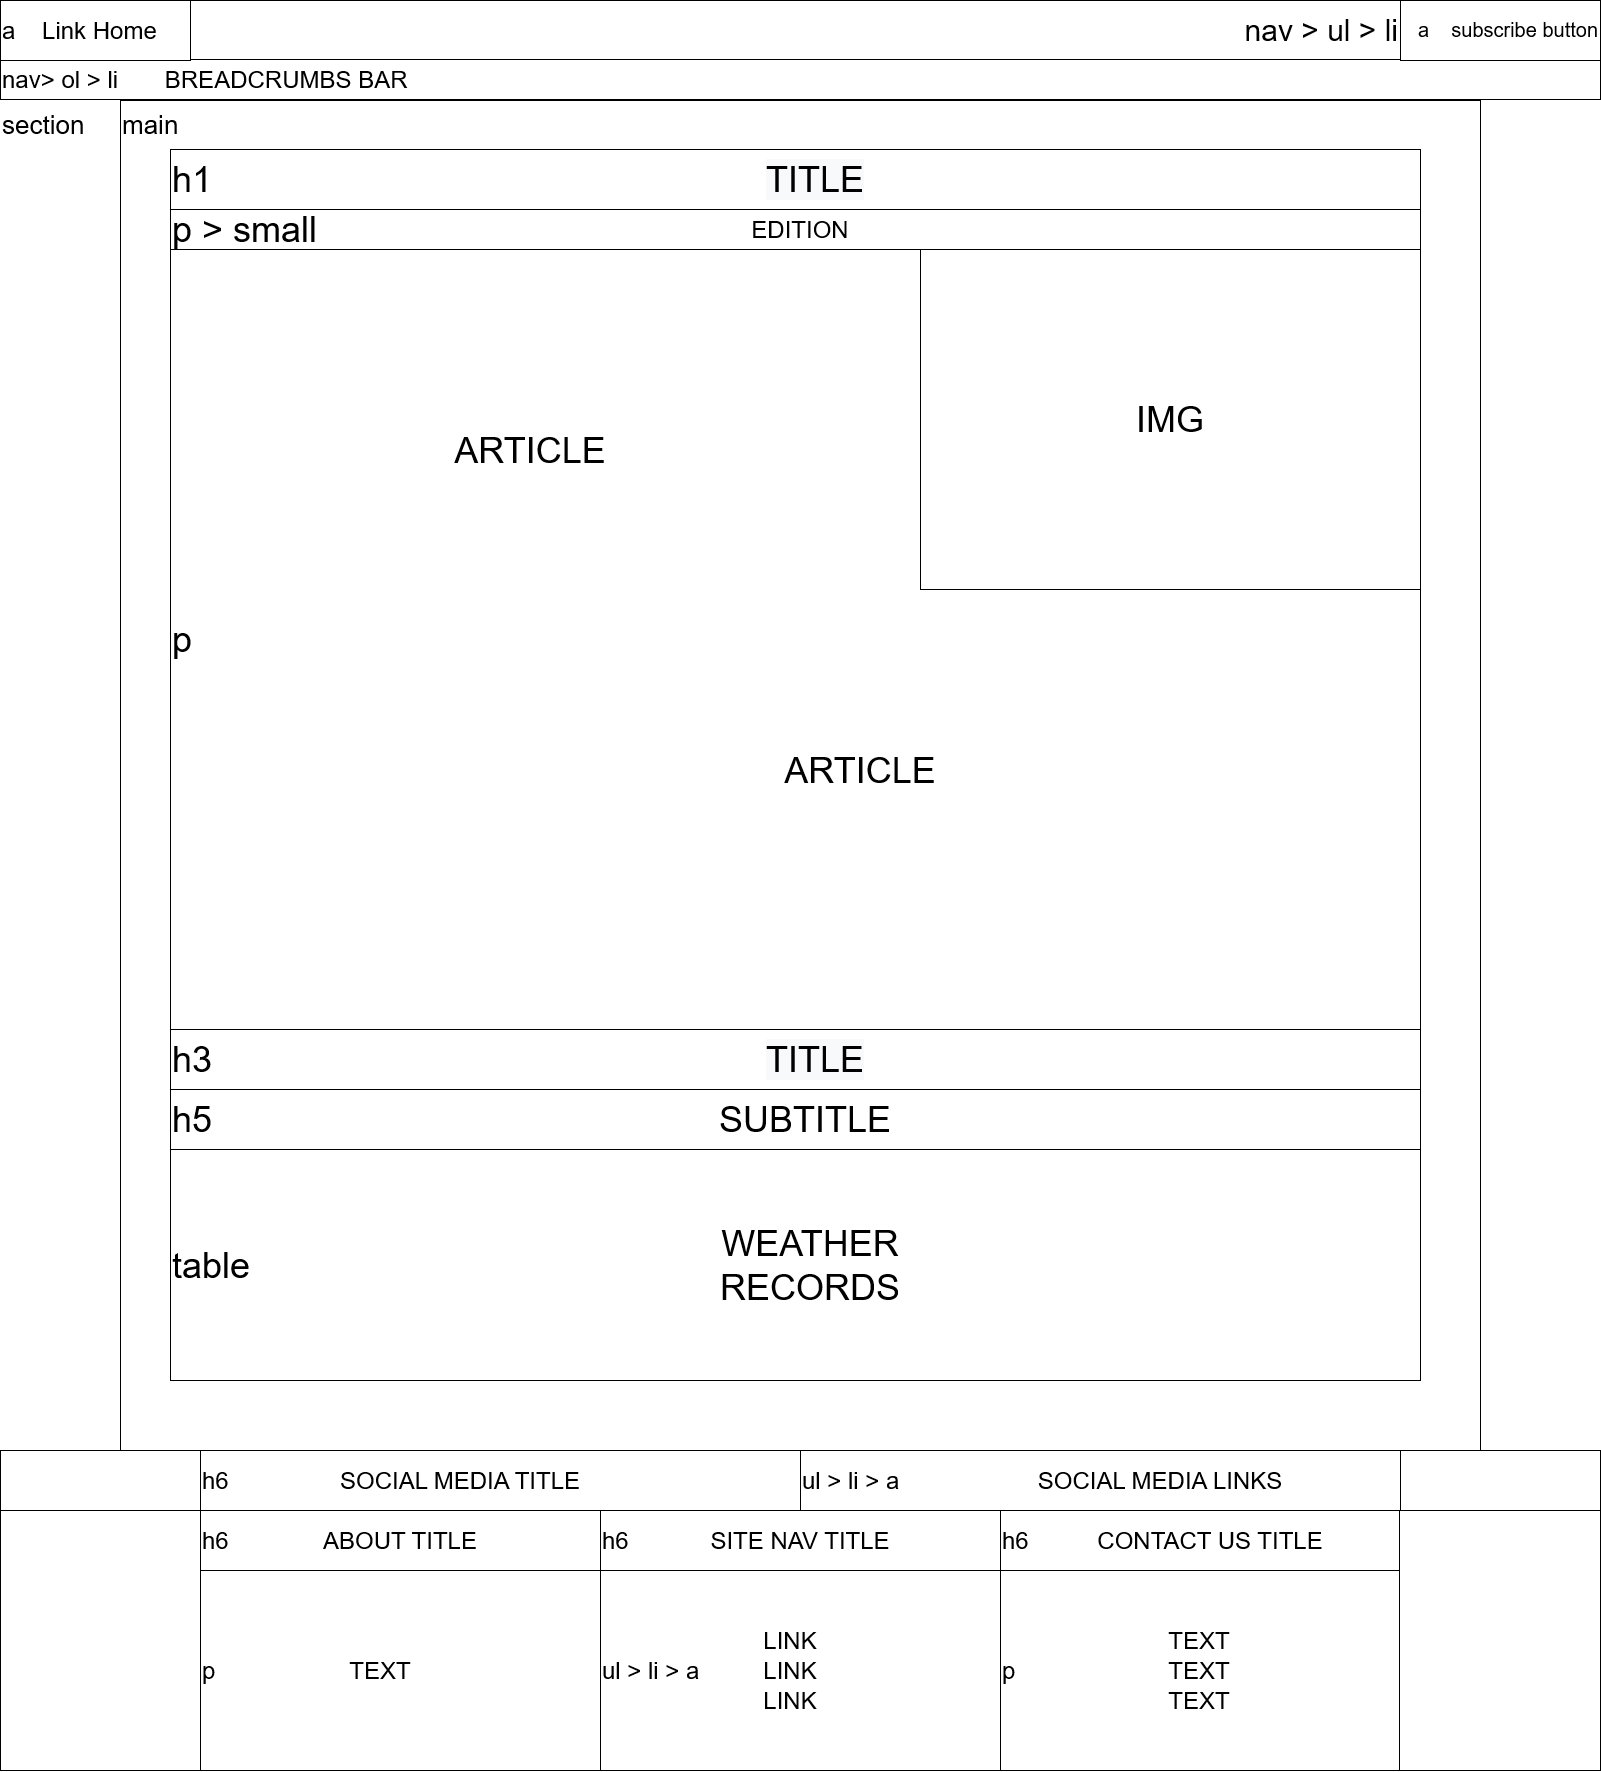 a Link Home nav > ul > li a subscribe button
nav> ol > li BREADCRUMBS BAR
section main
h1 TITLE
p > small EDITION
IMG
ARTICLE
p
ARTICLE
h3 TITLE
h5 SUBTITLE
WEATHER
table
RECORDS
h6 SOCIAL MEDIA TITLE ul > li > a SOCIAL MEDIA LINKS
h6 ABOUT TITLE h6 SITE NAV TITLE h6 CONTACT US TITLE
LINK TEXT
p TEXT ul > li > a LINK p TEXT
LINK TEXT